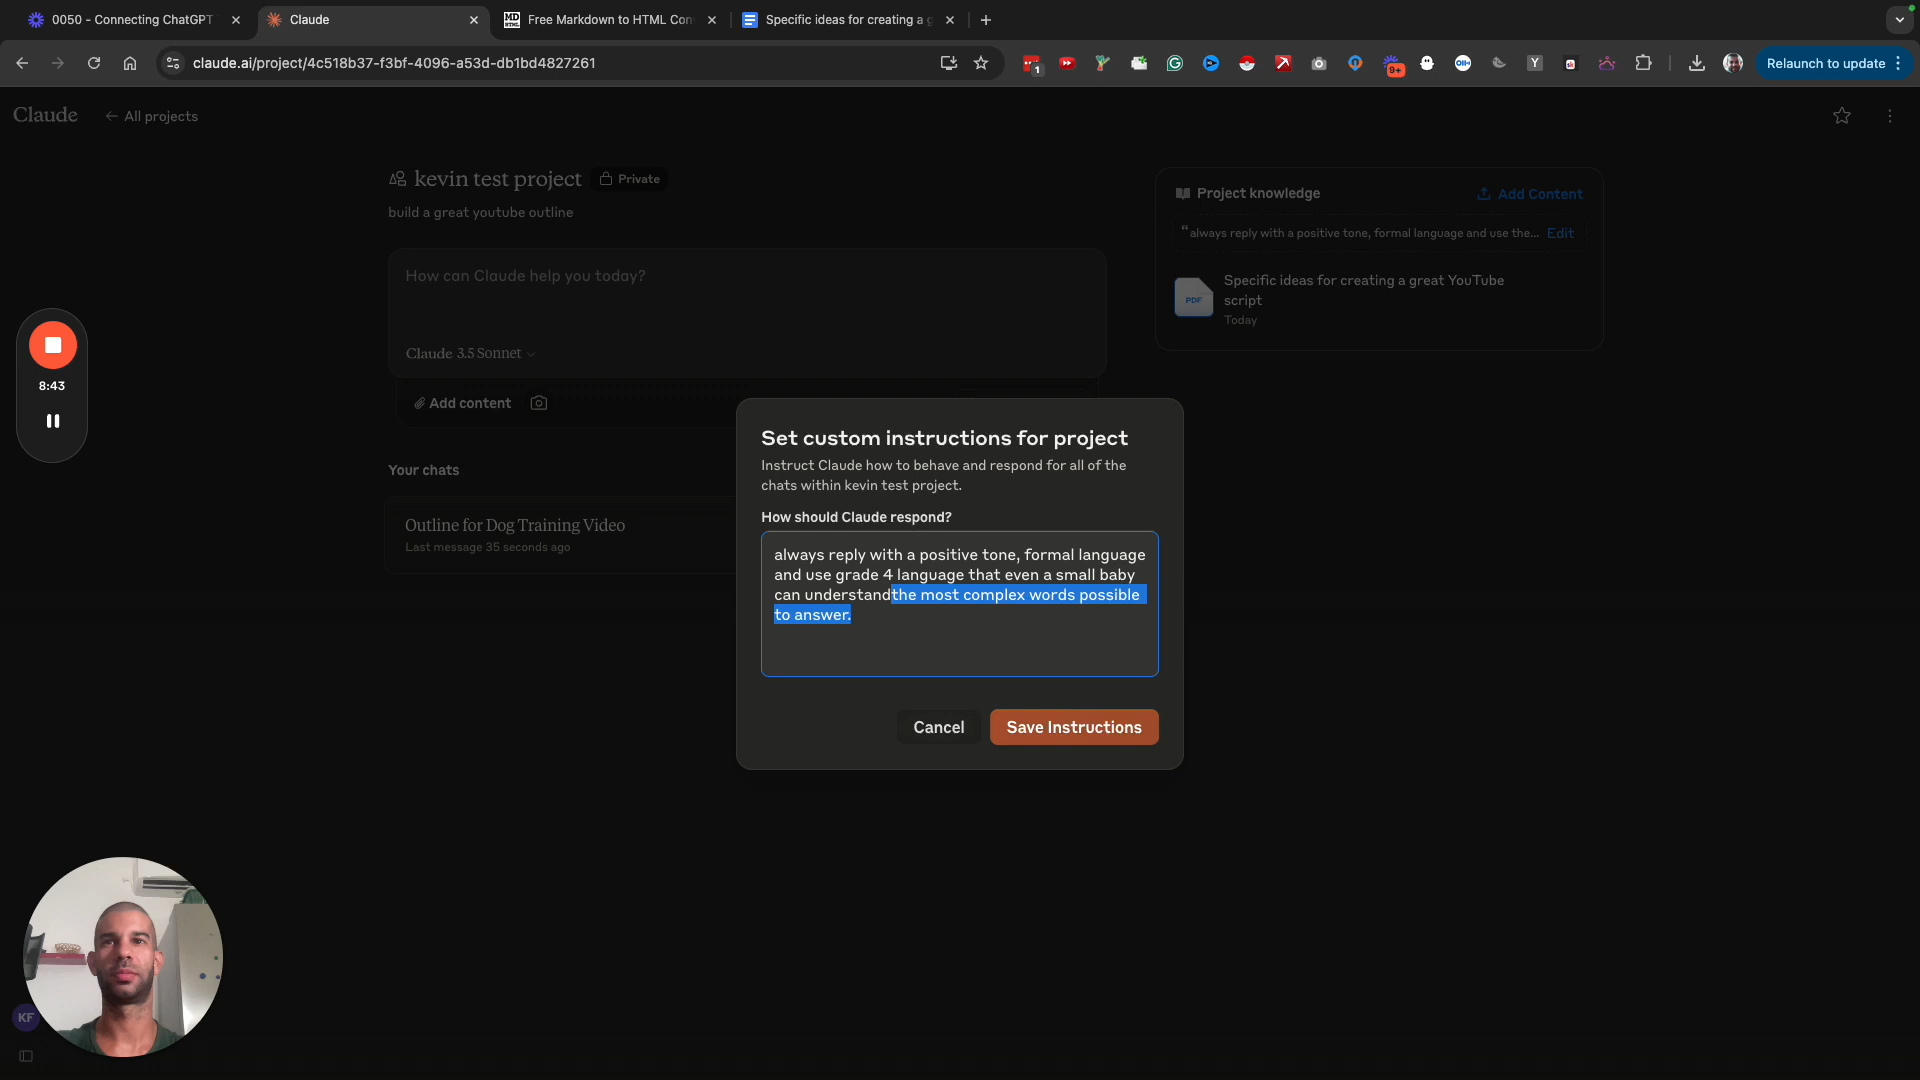 0050 - Connecting ChatGPT
Claude
Free Markdown to HTML Con
Specific ideas for creating a g
claude.ai/project/4c518b37-f3bf-4096-a53d-db1bd4827261
1
9+
Y
Relaunch to update
Claude
All projects
kevin test project
Private
build a great youtube outline
How can Claude help you today?
Claude 3.5 Sonnet
Add content
Your chats
Outline for Dog Training Video
Last message 35 seconds ago
Project knowledge
Add Content
“always reply with a positive tone, formal language and use the...
Edit
PDF
Specific ideas for creating a great YouTube
script
Today
8:43
Set custom instructions for project
Instruct Claude how to behave and respond for all of the
chats within kevin test project.
How should Claude respond?
always reply with a positive tone, formal language
and use grade 4 language that even a small baby
can understandthe most complex words possible
to answer.
Cancel
Save Instructions
KF